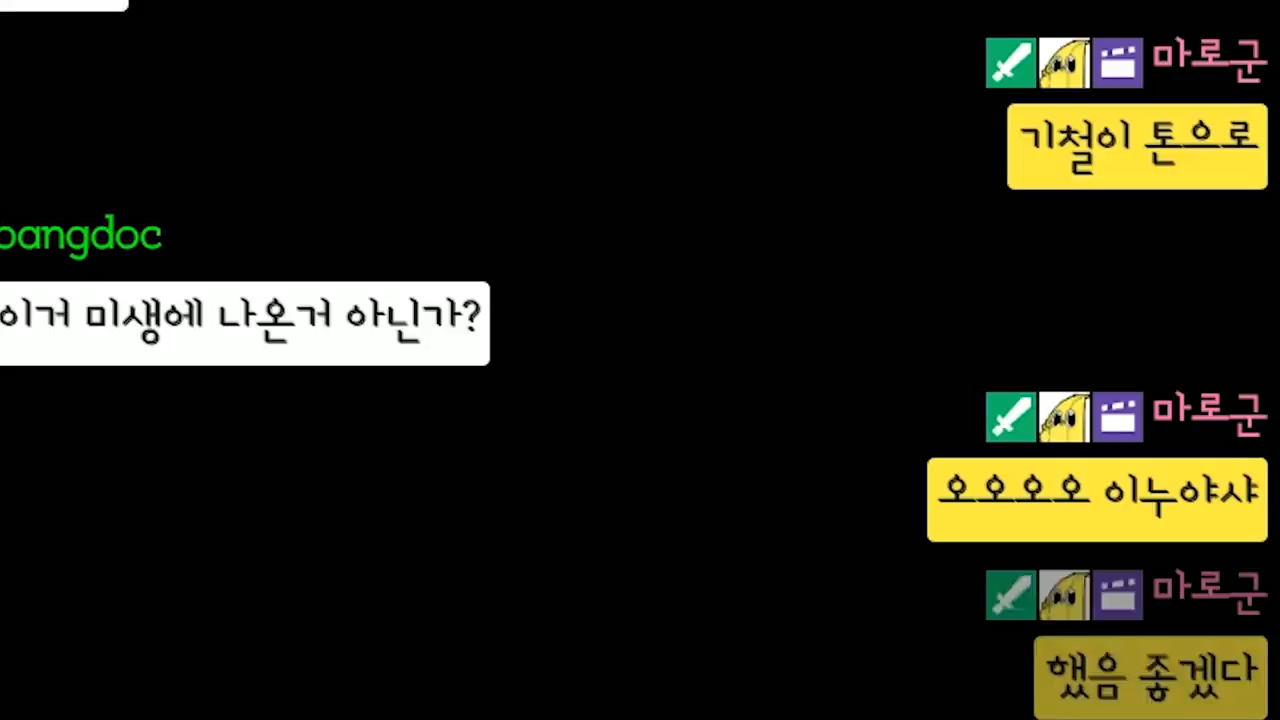 마로군
기철이 톤으로
oangdoc
이거 미생에 나온거 아닌가?
마로군
오오오오 이누야샤
마로군
했음 좋겠다